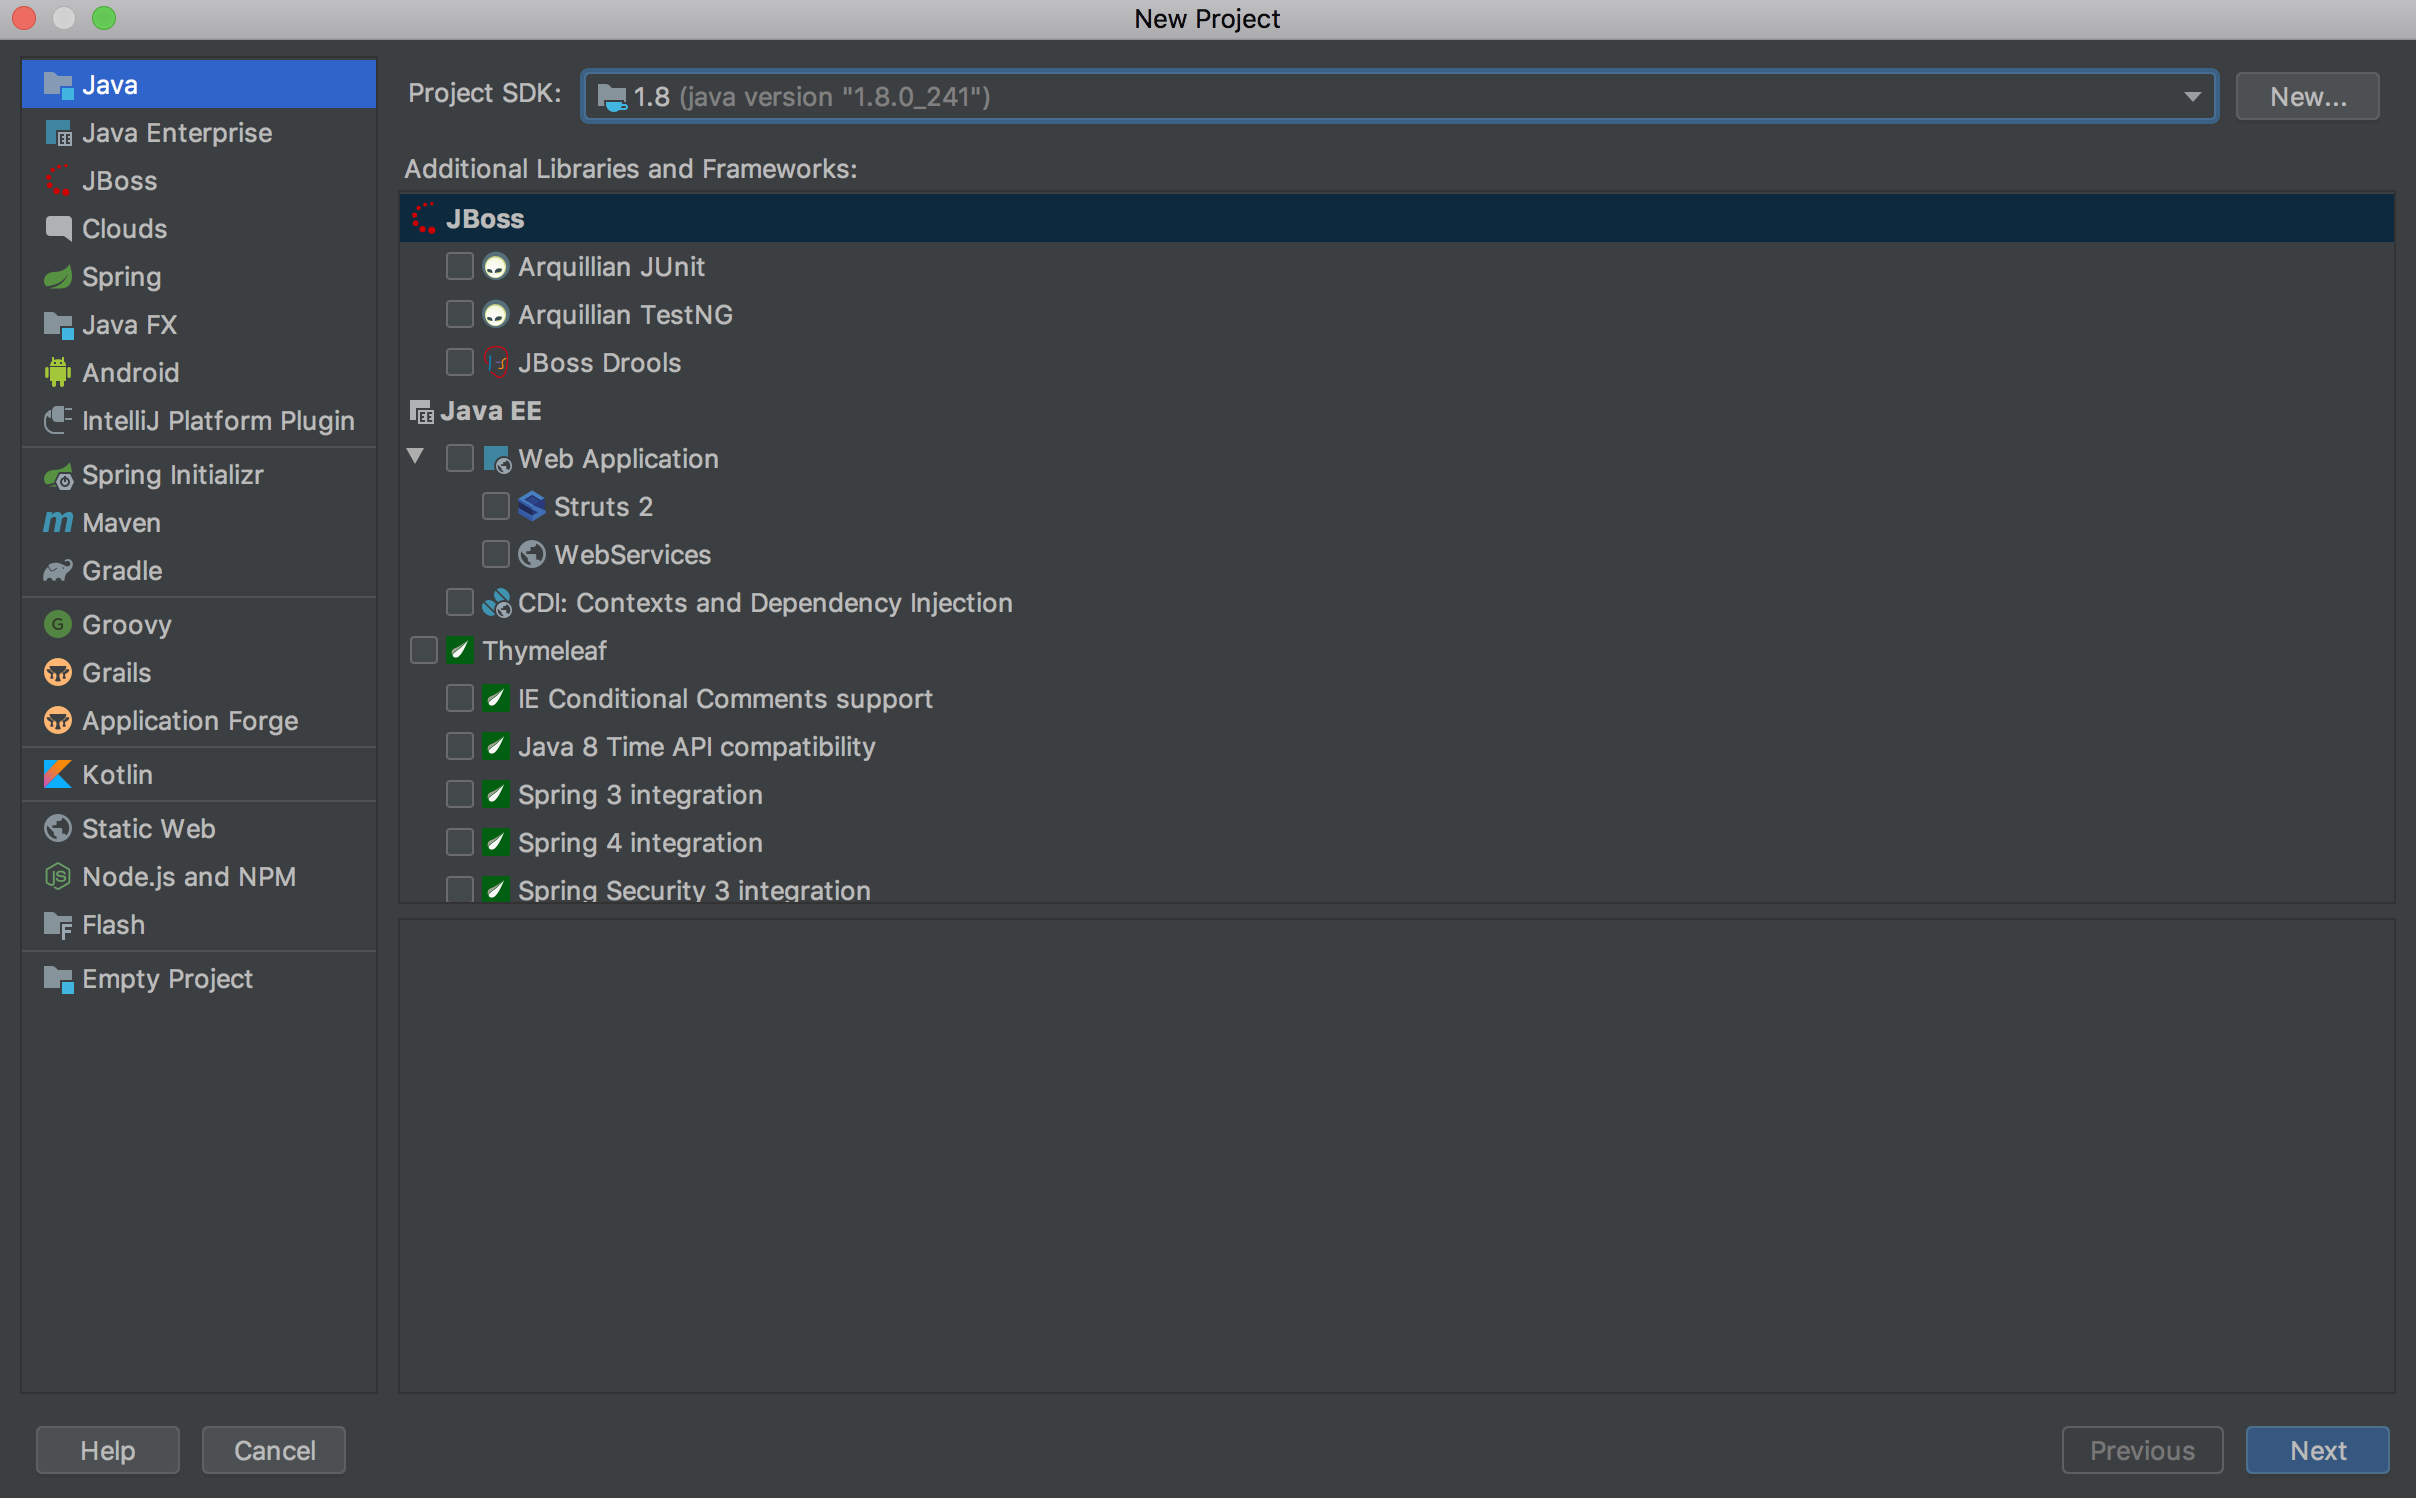 New Project
Java
Java Enterprise
JBoss
Clouds
Spring
Java FX
Android
IntelliJ Platform Plugin
Spring Initializr
Maven
Gradle
Groovy
Grails
Application Forge
Kotlin
Static Web
Node.js and NPM
Flash
Empty Project
Project SDK: 1.8 (java version "1.8.0_241") New...
Additional Libraries and Frameworks:
JBoss
Arquillian JUnit
Arquillian TestNG
JBoss Drools
Java EE
Web Application
Struts 2
WebServices
CDI: Contexts and Dependency Injection
Thymeleaf
IE Conditional Comments support
Java 8 Time API compatibility
Spring 3 integration
Spring 4 integration
Spring Security 3 integration
Help Cancel Previous Next